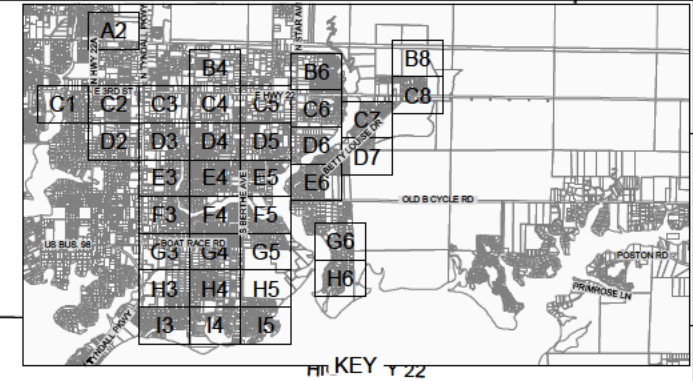 A2
N HWY 22A
N TYNDALL PKWY
N STAR AV
B4
B6
B8
E 3RD ST
E HWY 22
C1
C2
C3
C4
C5
C6
C7
C8
D2
D3
D4
D5
D6
D7
BETTY LOUISE DR
E3
E4
E5
E6
S BERTHE AVE
OLD BICYCLE RD
F3
F4
F5
US BUS. 98
BOAT RACE RD
G3
G4
G5
G6
POSTON RD
H3
H4
H5
H6
PRIMROSE LN
TYNDALL PKWY
I3
I4
I5
KEY
Y 22